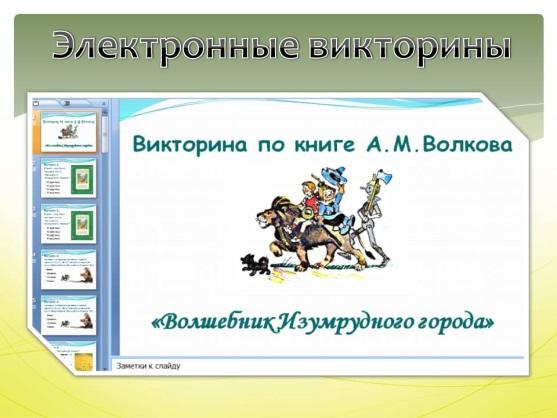 Электронные викторины
Викторина по книге А.М.Волкова
«Волшебник Изумрудного города»
Заметки к слайду